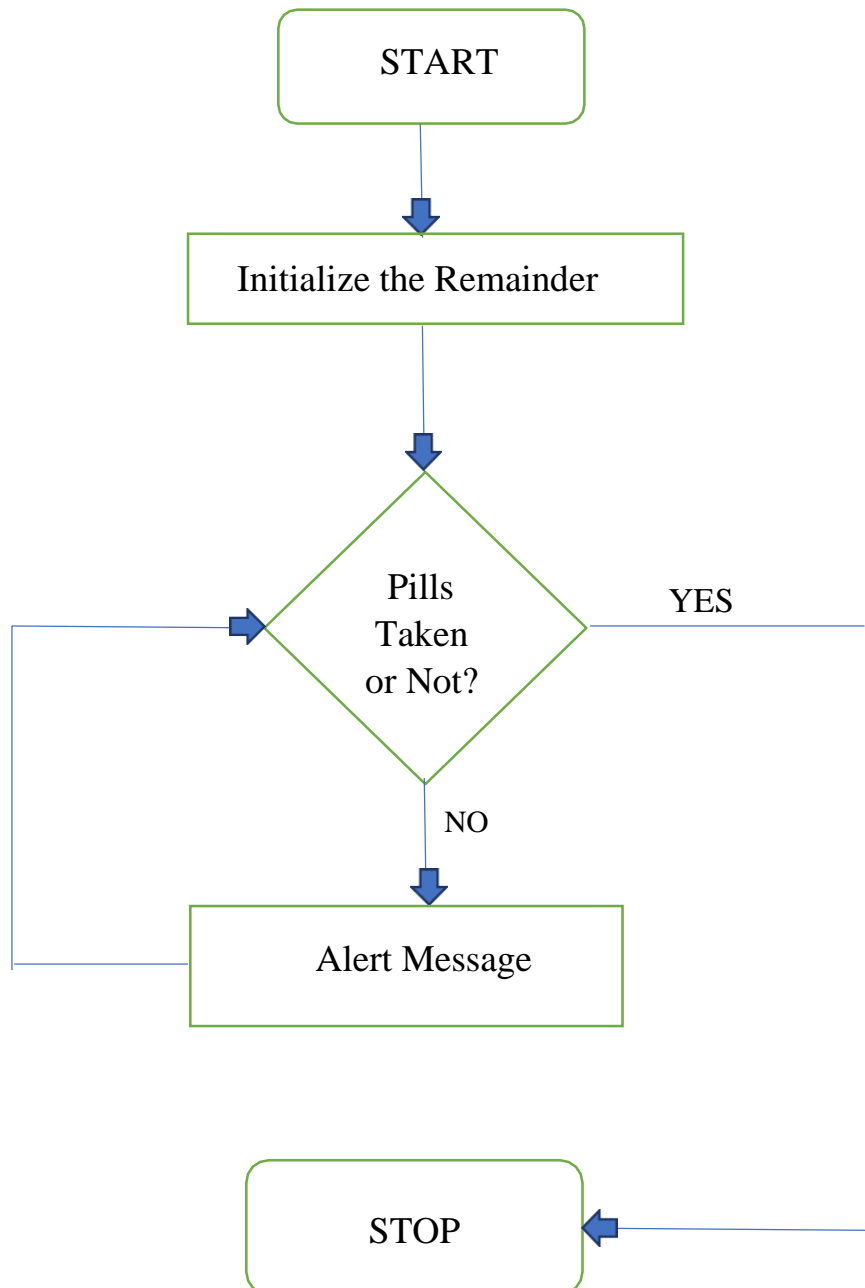 START
Initialize the Remainder
Pills
Taken
or Not?
YES
NO
Alert Message
STOP